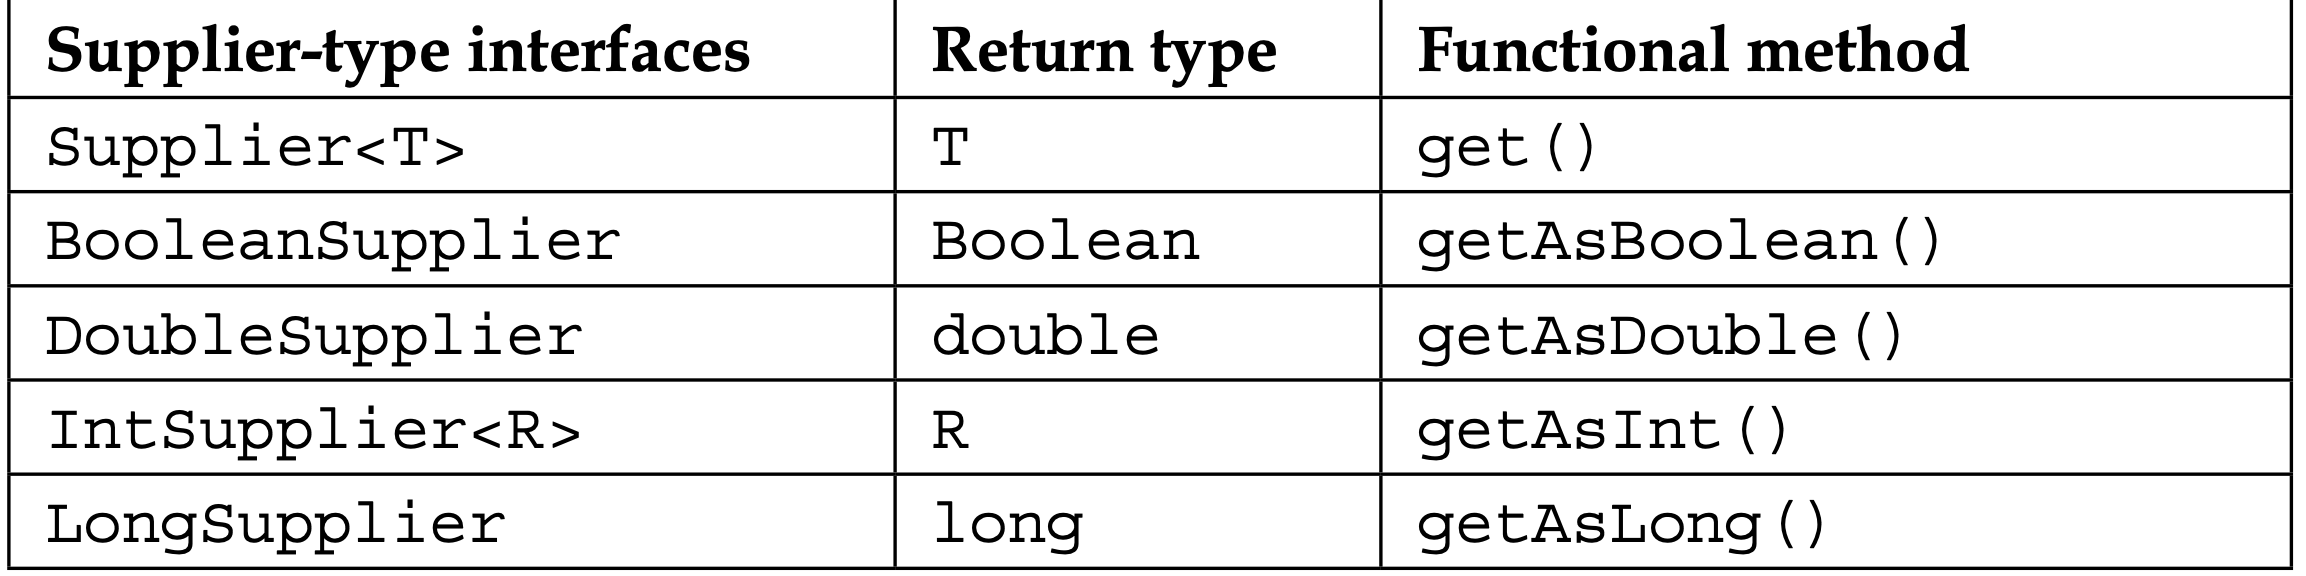 Supplier-type interfaces Return type Functional method
Supplier<T> T get()
BooleanSupplier Boolean getAsBoolean()
DoubleSupplier double getAsDouble()
IntSupplier<R> R getAsInt()
LongSupplier long getAsLong()